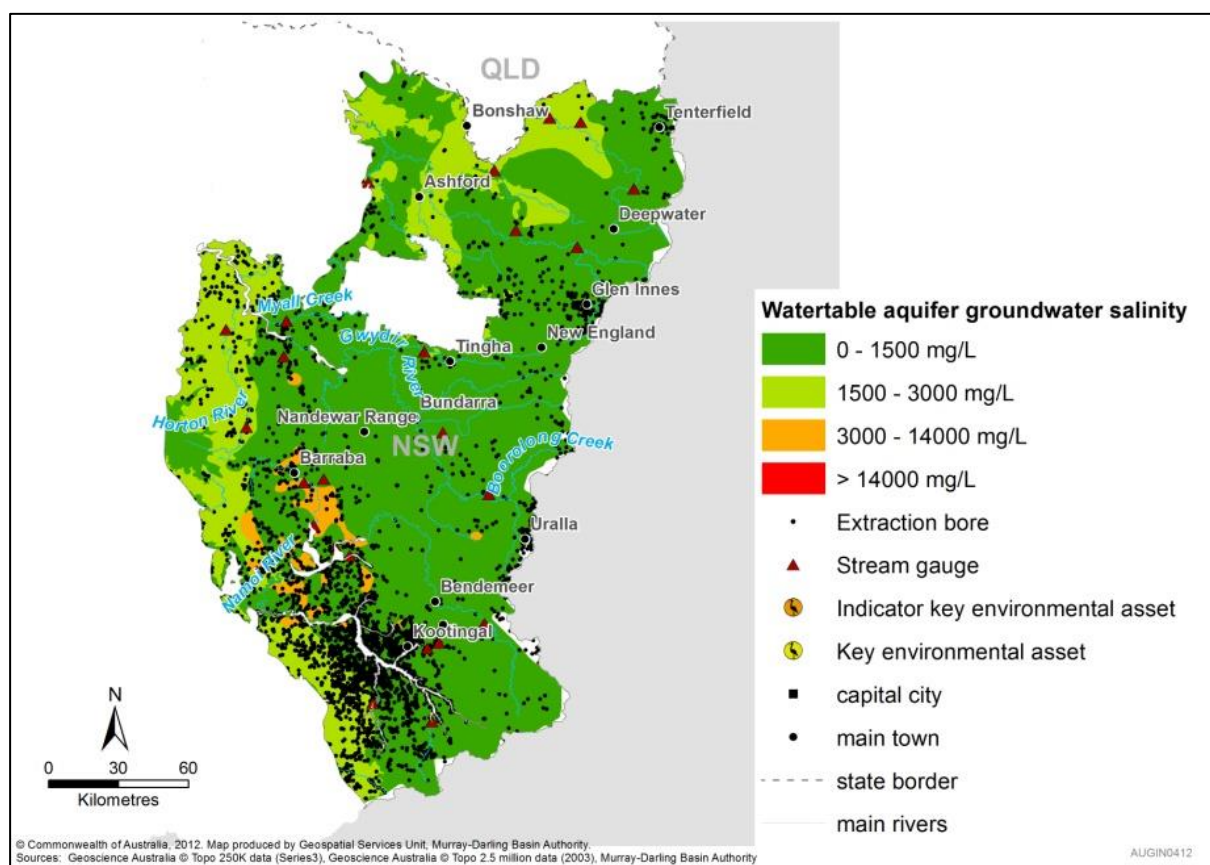 QLD
Bonshaw
Tenterfield
Ashford
Deepwater
Glen Innes
Myall Creek
New England
Gwydir River
Tingha
Bundarra
Horton River
Nandewar Range
NSW
Boorolong Creek
Barraba
Uralla
Namoi River
Bendemeer
Kootingal
Watertable aquifer groundwater salinity
0 - 1500 mg/L
1500 - 3000 mg/L
3000 - 14000 mg/L
> 14000 mg/L
Extraction bore
Stream gauge
Indicator key environmental asset
Key environmental asset
capital city
main town
state border
main rivers
N
0 30 60
Kilometres
© Commonwealth of Australia, 2012. Map produced by Geospatial Services Unit, Murray-Darling Basin Authority.
Sources: Geoscience Australia © Topo 250K data (Series3), Geoscience Australia © Topo 2.5 million data (2003), Murray-Darling Basin Authority
AUGIN0412